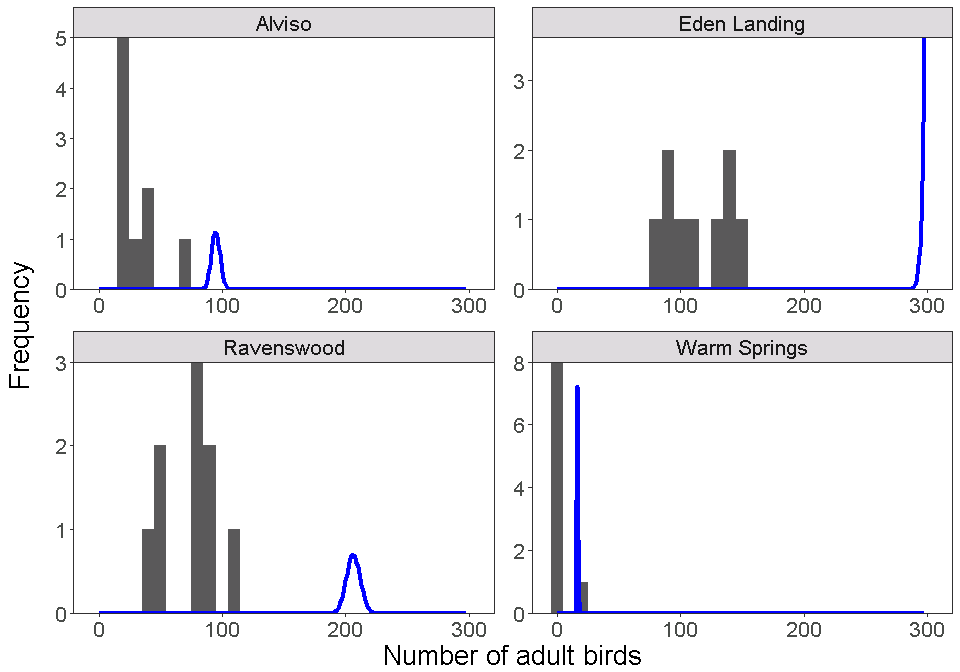 Alviso
Eden Landing
5
4
3
2
1
0
3
2
1
0
0 100 200 300
0 100 200 300
Ravenswood
Warm Springs
3
2
1
0
8
6
4
2
0
0 100 200 300
0 100 200 300
Frequency
Number of adult birds